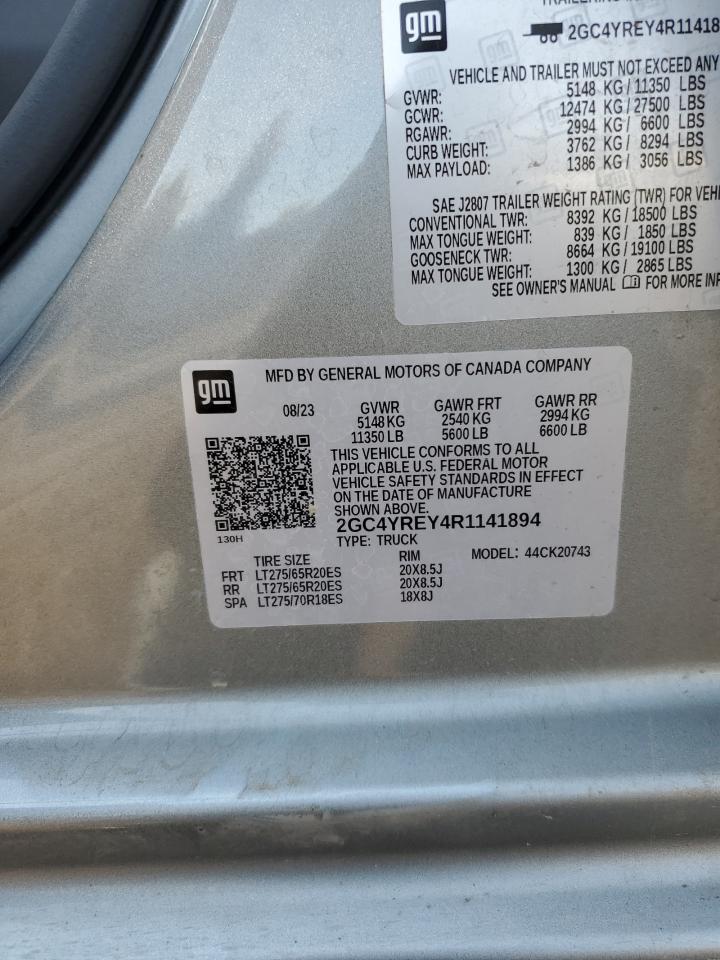 gm
TRAILERING
2GC4YREY4R11418
VEHICLE AND TRAILER MUST NOT EXCEED ANY
GVWR: 5148 KG / 11350 LBS
GCWR: 12474 KG / 27500 LBS
RGAWR: 2994 KG / 6600 LBS
CURB WEIGHT: 3762 KG / 8294 LBS
MAX PAYLOAD: 1386 KG / 3056 LBS
SAE J2807 TRAILER WEIGHT RATING (TWR) FOR VEHI
CONVENTIONAL TWR: 8392 KG / 18500 LBS
MAX TONGUE WEIGHT: 839 KG / 1850 LBS
GOOSENECK TWR: 8664 KG / 19100 LBS
MAX TONGUE WEIGHT: 1300 KG / 2865 LBS
SEE OWNER'S MANUAL FOR MORE INF
gm
MFD BY GENERAL MOTORS OF CANADA COMPANY
08/23 GVWR GAWR FRT GAWR RR
5148 KG 2540 KG 2994 KG
11350 LB 5600 LB 6600 LB
THIS VEHICLE CONFORMS TO ALL
APPLICABLE U.S. FEDERAL MOTOR
VEHICLE SAFETY STANDARDS IN EFFECT
ON THE DATE OF MANUFACTURE
SHOWN ABOVE.
2GC4YREY4R1141894
130H
TYPE: TRUCK MODEL: 44CK20743
TIRE SIZE RIM
FRT LT275/65R20ES 20X8.5J
RR LT275/65R20ES 20X8.5J
SPA LT275/70R18ES 18X8J